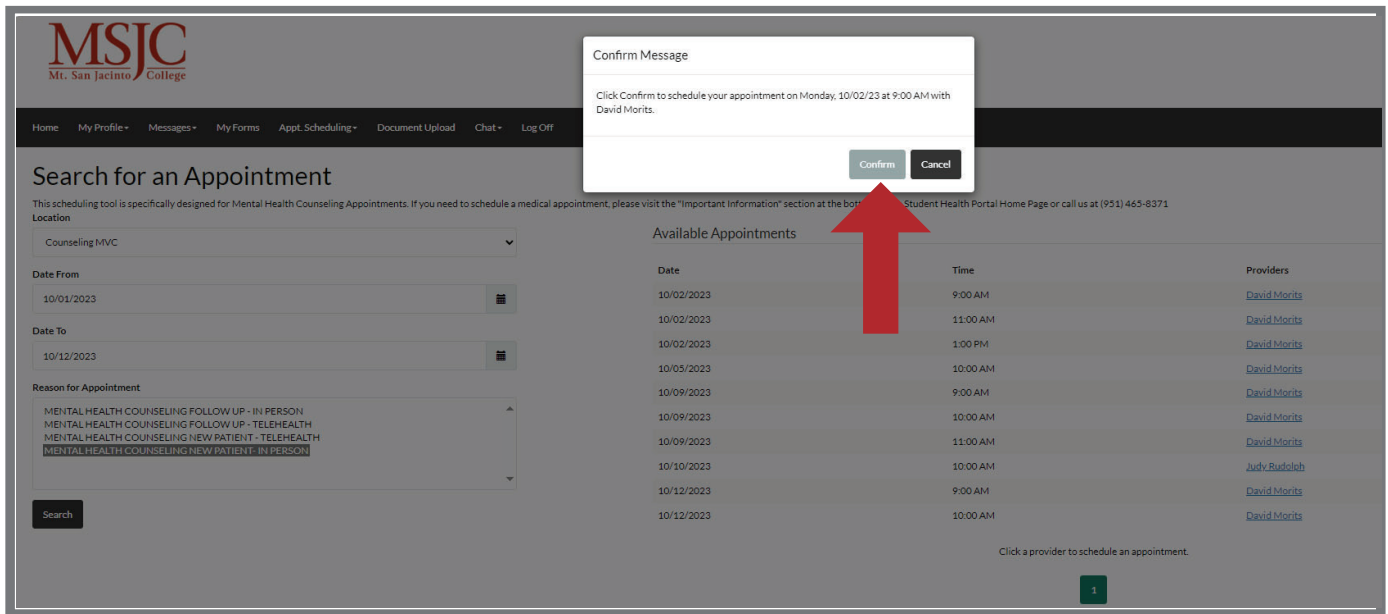 MSJC
Mt. San Jacinto College
Confirm Message
Click Confirm to schedule your appointment on Monday, 10/02/23 at 9:00 AM with
David Morits.
Confirm Cancel
Home My Profile Messages My Forms Appt. Scheduling Document Upload Chat Log Off
Search for an Appointment
This scheduling tool is specifically designed for Mental Health Counseling Appointments. If you need to schedule a medical appointment, please visit the "Important Information" section at the Student Health Portal Home Page or call us at (951) 465-8371
Location
Counseling MVC
Date From
10/01/2023
Date To
10/12/2023
Reason for Appointment
MENTAL HEALTH COUNSELING FOLLOW UP - IN PERSON
MENTAL HEALTH COUNSELING FOLLOW UP - TELEHEALTH
MENTAL HEALTH COUNSELING NEW PATIENT - TELEHEALTH
MENTAL HEALTH COUNSELING NEW PATIENT- IN PERSON
Search
Available Appointments
Date Time Providers
10/02/2023 9:00 AM David Morits
10/02/2023 11:00 AM David Morits
10/02/2023 1:00 PM David Morits
10/05/2023 10:00 AM David Morits
10/09/2023 9:00 AM David Morits
10/09/2023 10:00 AM David Morits
10/09/2023 11:00 AM David Morits
10/10/2023 10:00 AM Judy Rudolph
10/12/2023 9:00 AM David Morits
10/12/2023 10:00 AM David Morits
Click a provider to schedule an appointment.
1